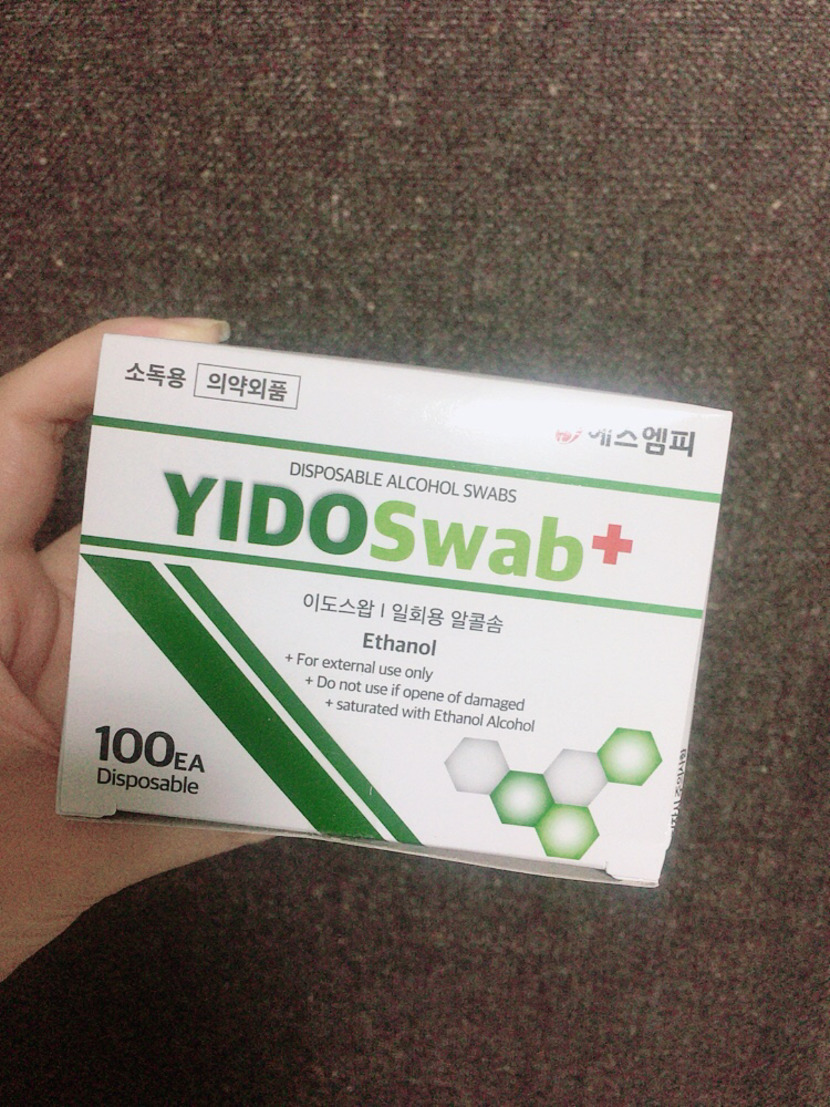 소독용 의약외품
에스엠피
DISPOSABLE ALCOHOL SWABS
YIDOSwab+
이도스왑 | 일회용 알콜솜
Ethanol
+ For external use only
+ Do not use if opene of damaged
+ saturated with Ethanol Alcohol
100EA
Disposable